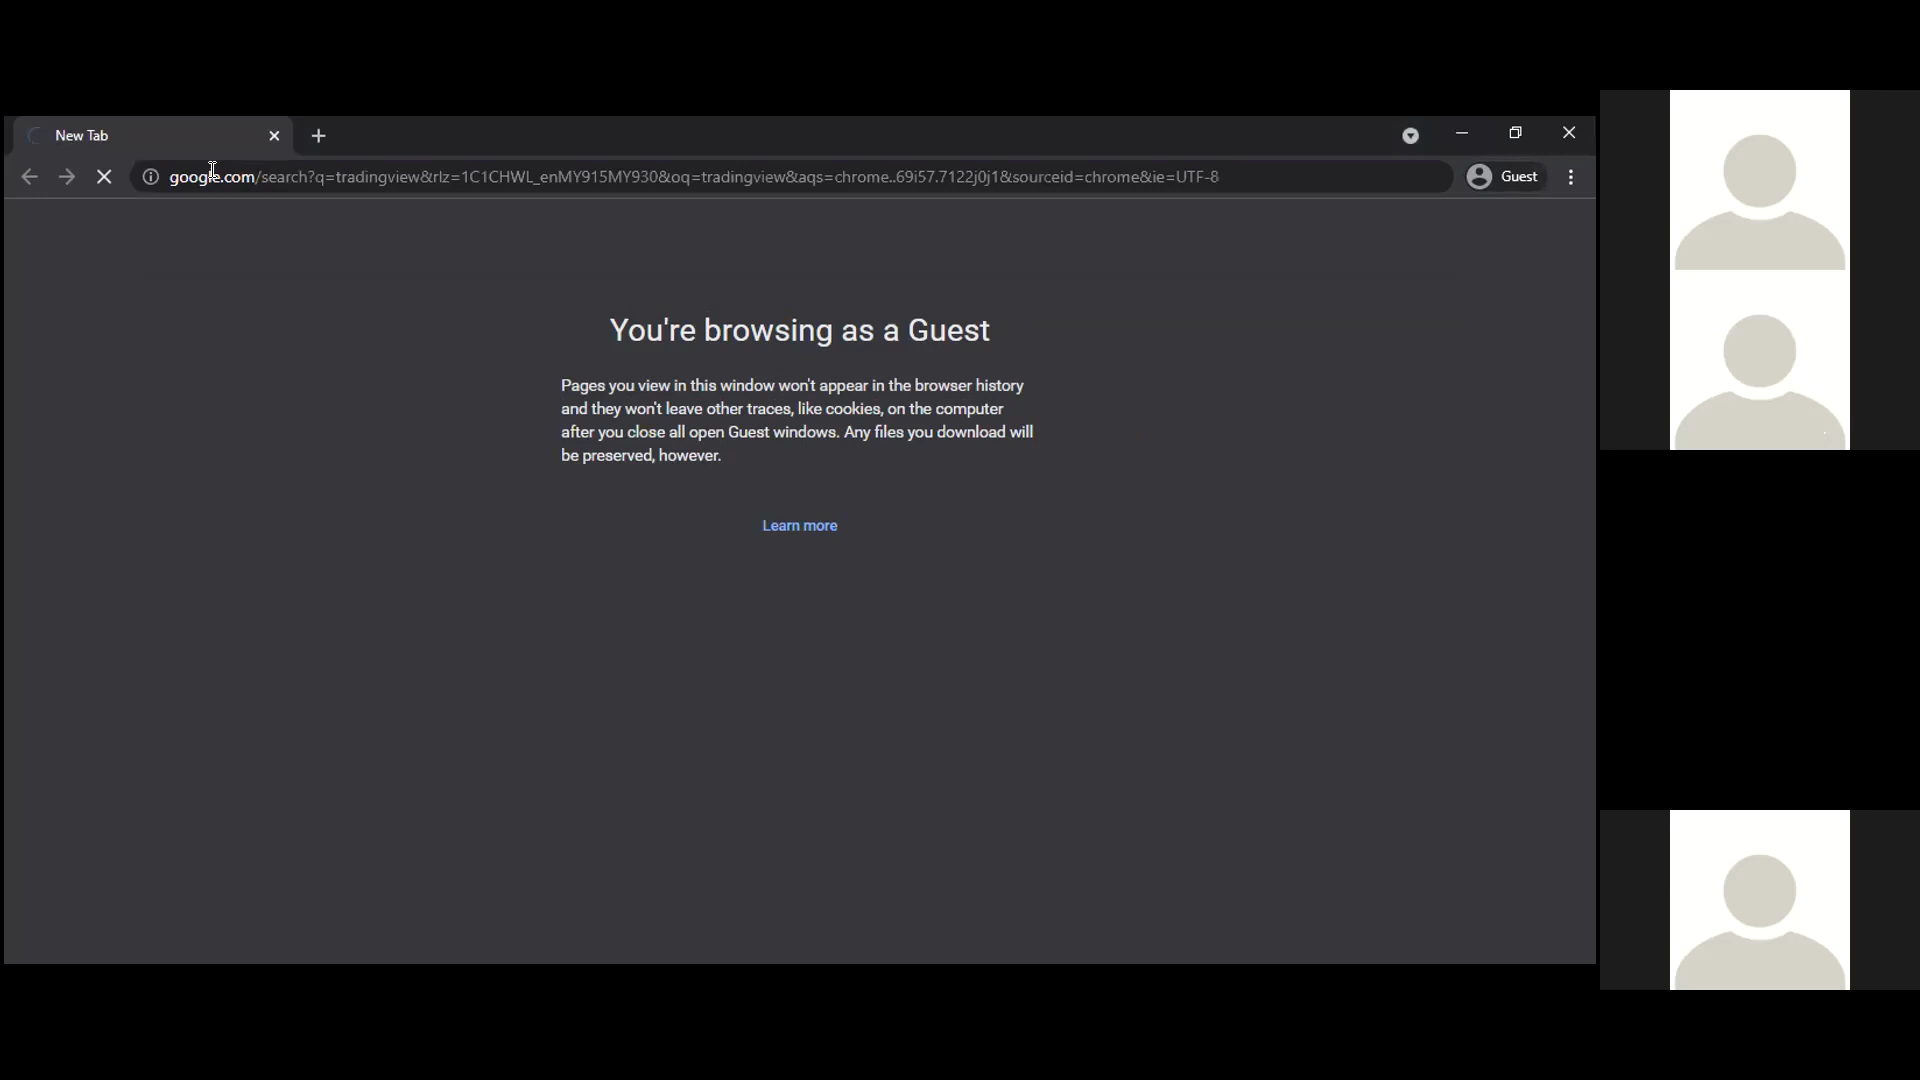 New Tab
google.com/search?q=tradingview&rlz=1C1CHWL_enMY915MY930&oq=tradingview&aqs=chrome..69i57.7122j0j1&sourceid=chrome&ie=UTF-8
Guest
You're browsing as a Guest
Pages you view in this window won't appear in the browser history
and they won't leave other traces, like cookies, on the computer
after you close all open Guest windows. Any files you download will
be preserved, however.
Learn more